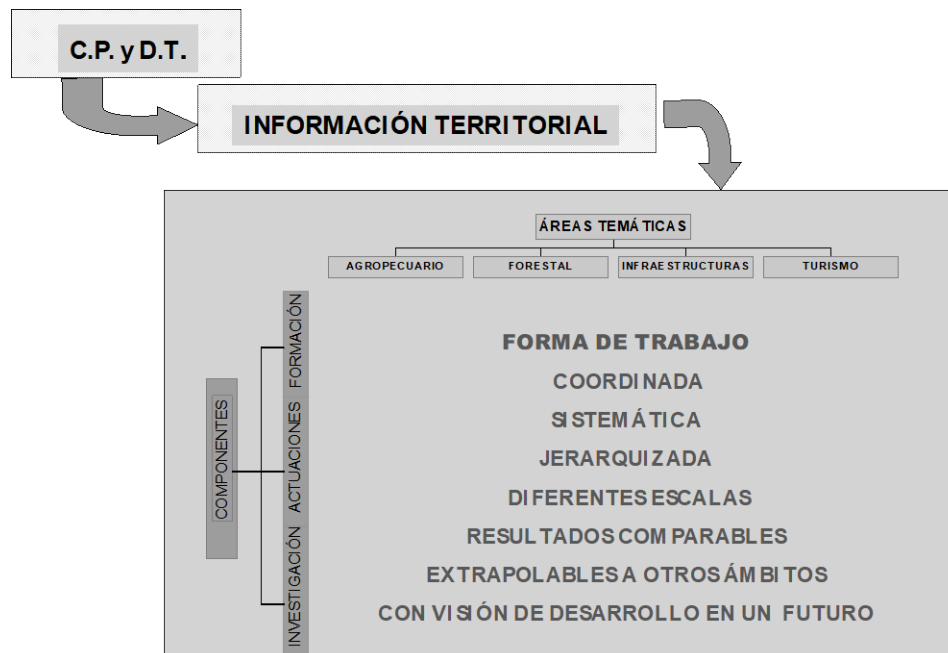 C.P. y D.T.
INFORMACIÓN TERRITORIAL
ÁREAS TEMÁTICAS
AGROPECUARIO
FORESTAL
INFRAESTRUCTURAS
TURISMO
COMPONENTES
FORMACIÓN
ACTUACIONES
INVESTIGACIÓN
FORMA DE TRABAJO
COORDINADA
SISTEMÁTICA
JERARQUIZADA
DIFERENTES ESCALAS
RESULTADOS COMPARABLES
EXTRAPOLABLES A OTROS ÁMBITOS
CON VISIÓN DE DESARROLLO EN UN FUTURO